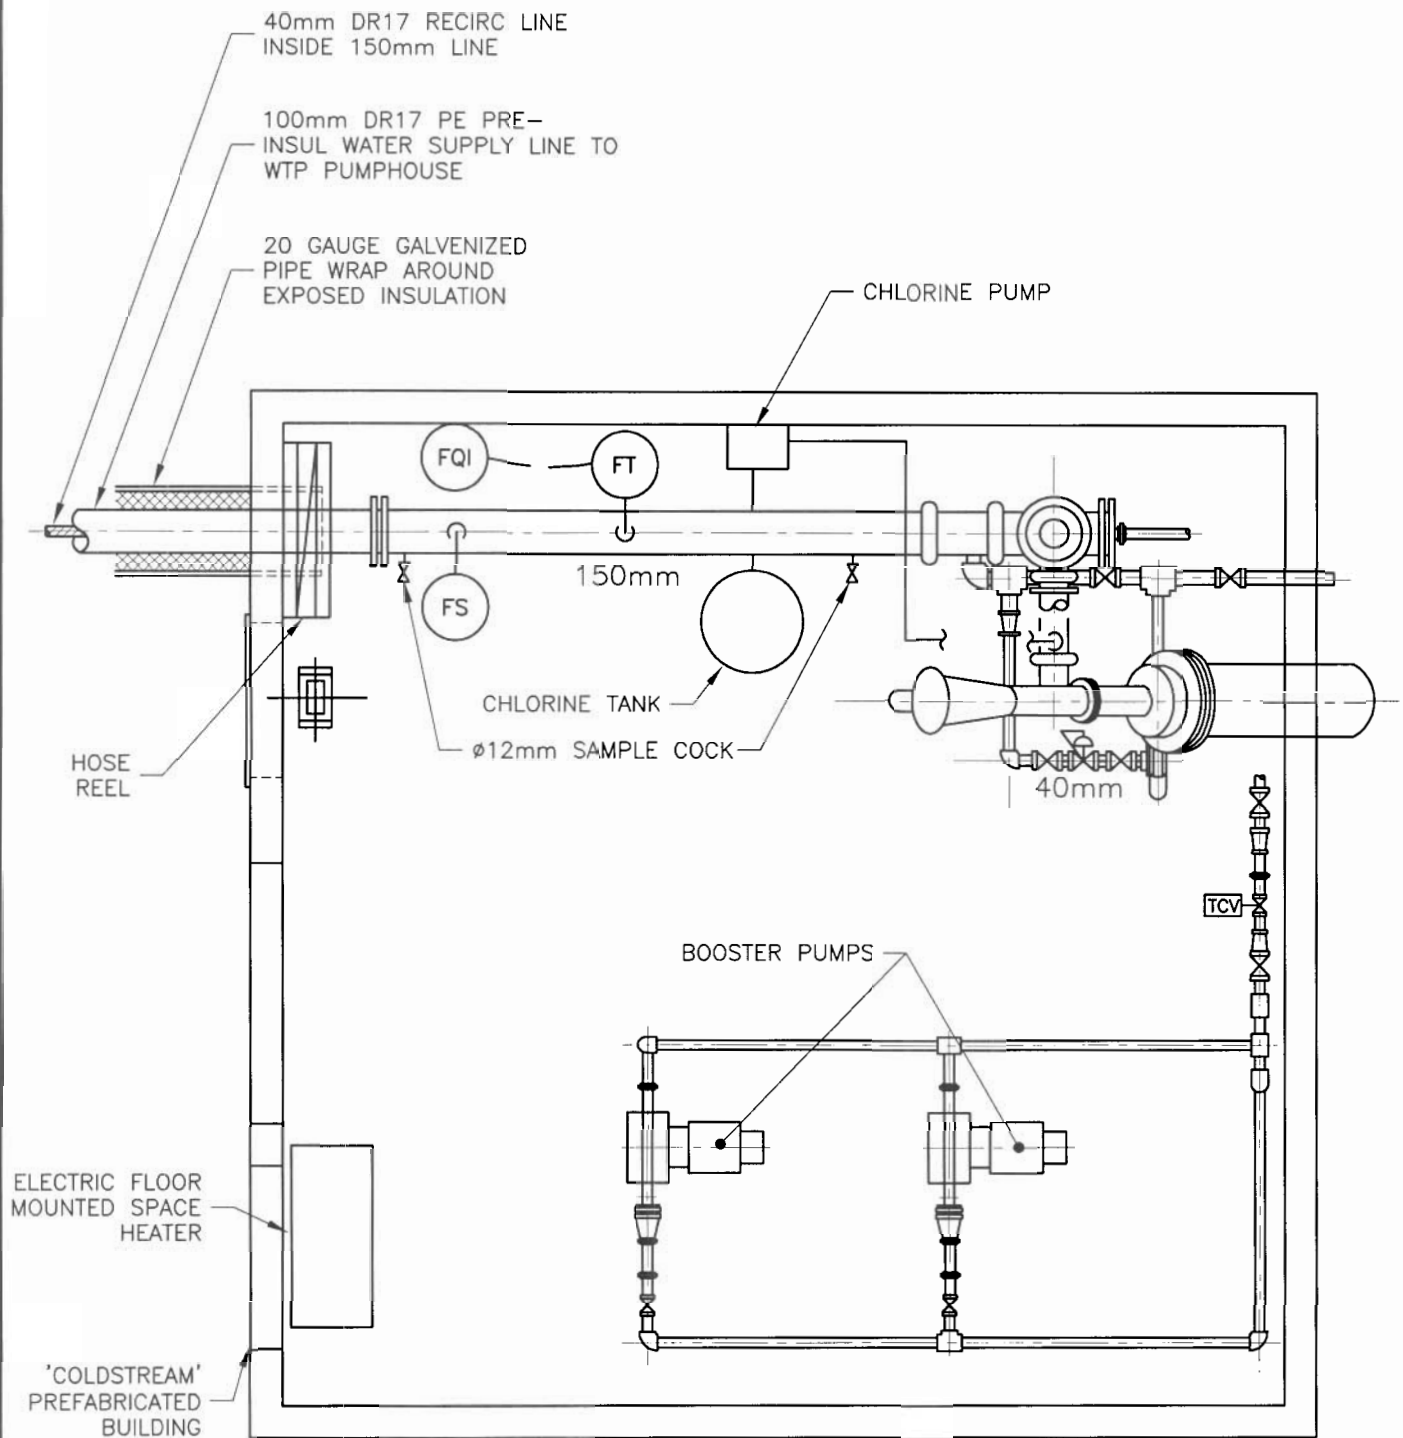 40mm DR17 RECIRC LINE
INSIDE 150mm LINE
100mm DR17 PE PRE-
INSUL WATER SUPPLY LINE TO
WTP PUMPHOUSE
20 GAUGE GALVENIZED
PIPE WRAP AROUND
EXPOSED INSULATION
CHLORINE PUMP
FQI
FT
150mm
FS
CHLORINE TANK
ø12mm SAMPLE COCK
HOSE
REEL
40mm
TCV
BOOSTER PUMPS
ELECTRIC FLOOR
MOUNTED SPACE
HEATER
'COLDSTREAM'
PREFABRICATED
BUILDING